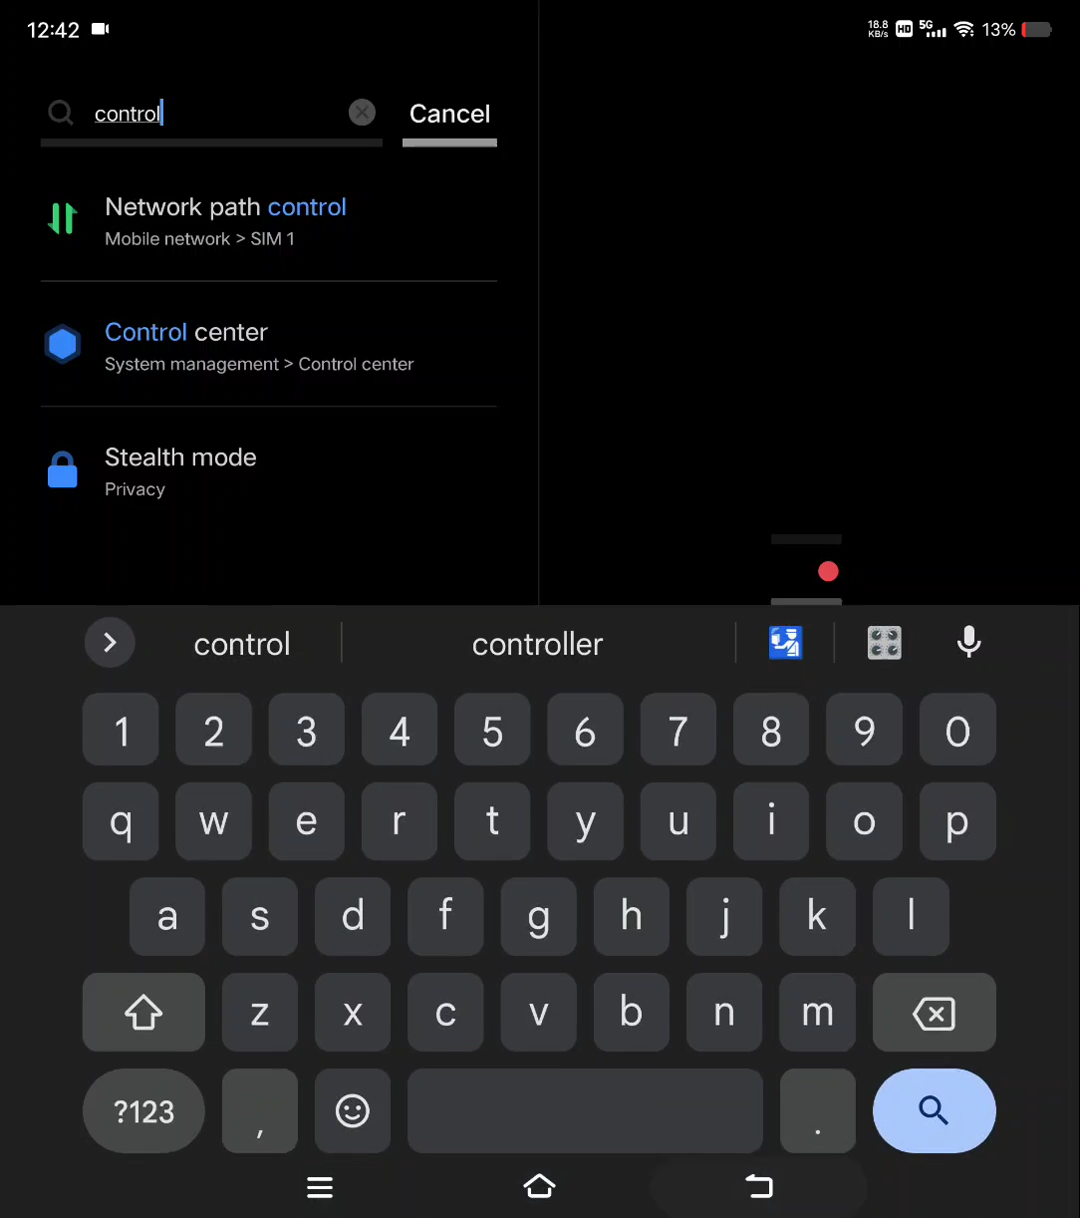 12:42
18.8 KB/s HD 5G 13%
control Cancel
Network path control
Mobile network > SIM 1
Control center
System management > Control center
Stealth mode
Privacy
control controller
1 2 3 4 5 6 7 8 9 0
q w e r t y u i o p
a s d f g h j k l
z x c v b n m
?123 , .